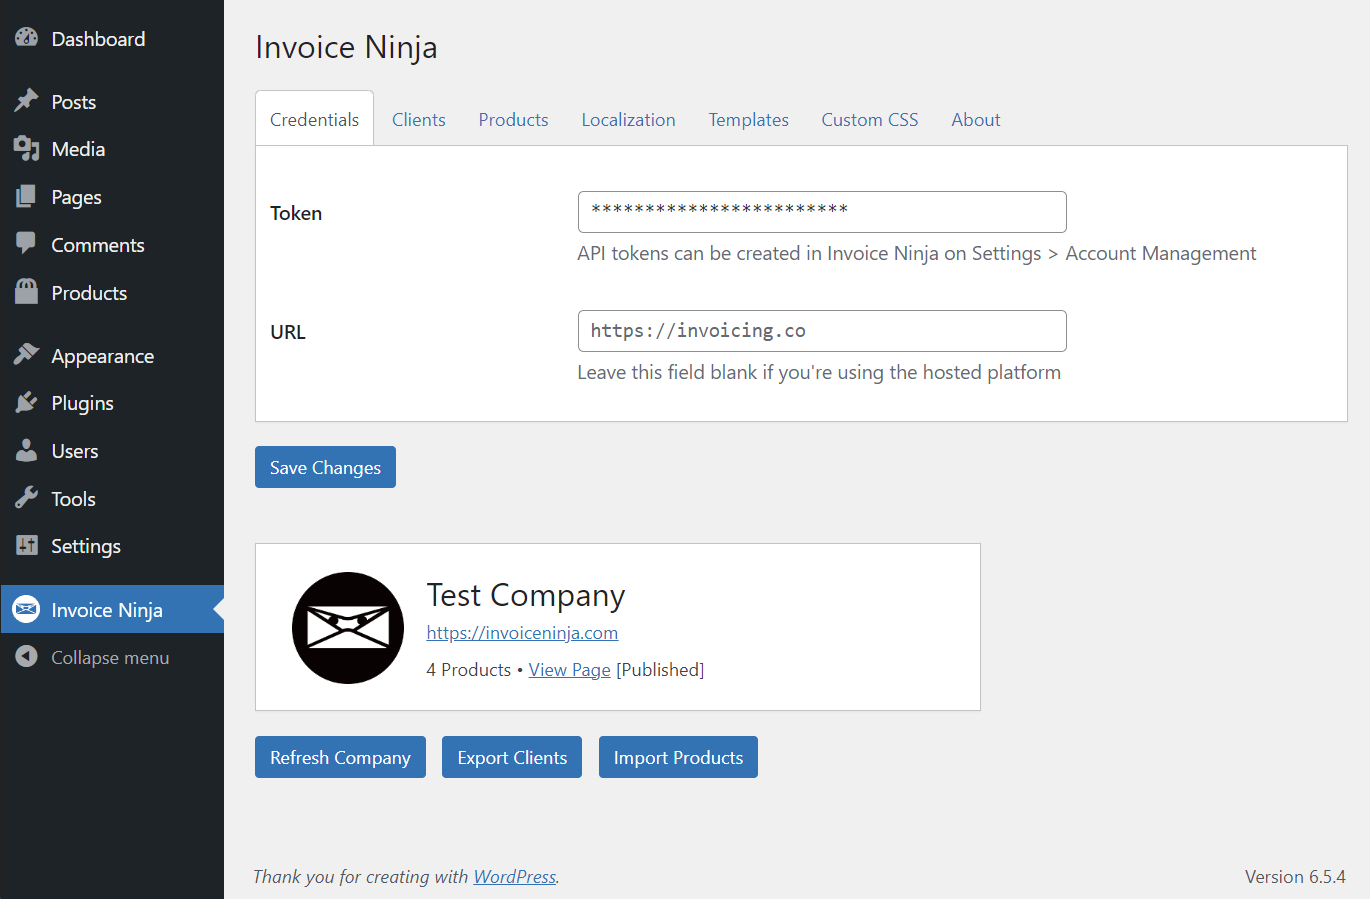 Dashboard
Posts
Media
Pages
Comments
Products
Appearance
Plugins
Users
Tools
Settings
Invoice Ninja
Collapse menu
Invoice Ninja
Credentials Clients Products Localization Templates Custom CSS About
Token ************************
API tokens can be created in Invoice Ninja on Settings > Account Management
URL https://invoicing.co
Leave this field blank if you're using the hosted platform
Save Changes
Test Company
https://invoiceninja.com
4 Products • View Page [Published]
Refresh Company Export Clients Import Products
Thank you for creating with WordPress. Version 6.5.4